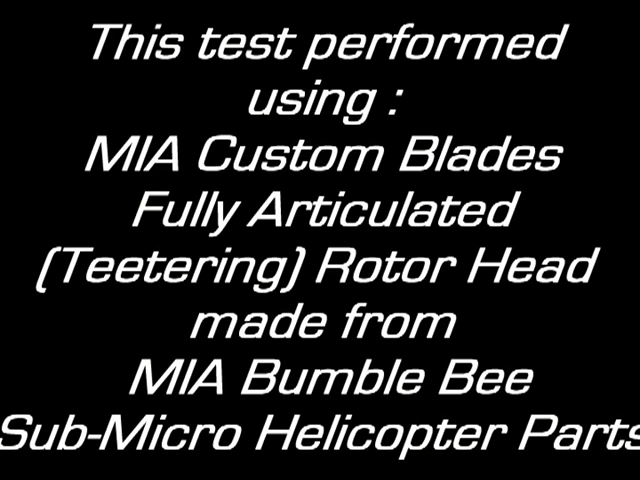 This test performed
using :
MIA Custom Blades
Fully Articulated
(Teetering) Rotor Head
made from
MIA Bumble Bee
Sub-Micro Helicopter Parts